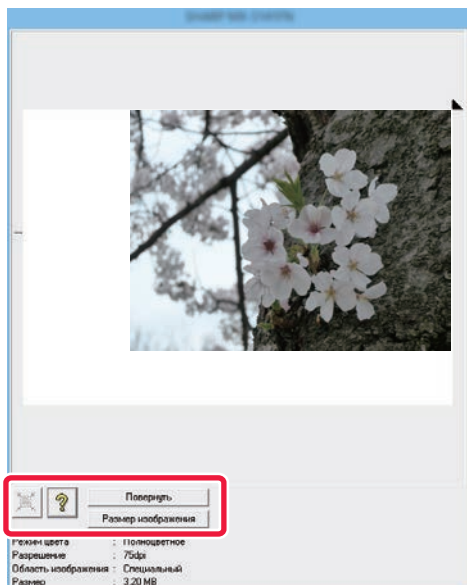 ?
Повернуть
Размер изображения
Режим цвета : Полноцветное
Разрешение : 75dpi
Область изображения : Специальный
Размер : 3.20 MB